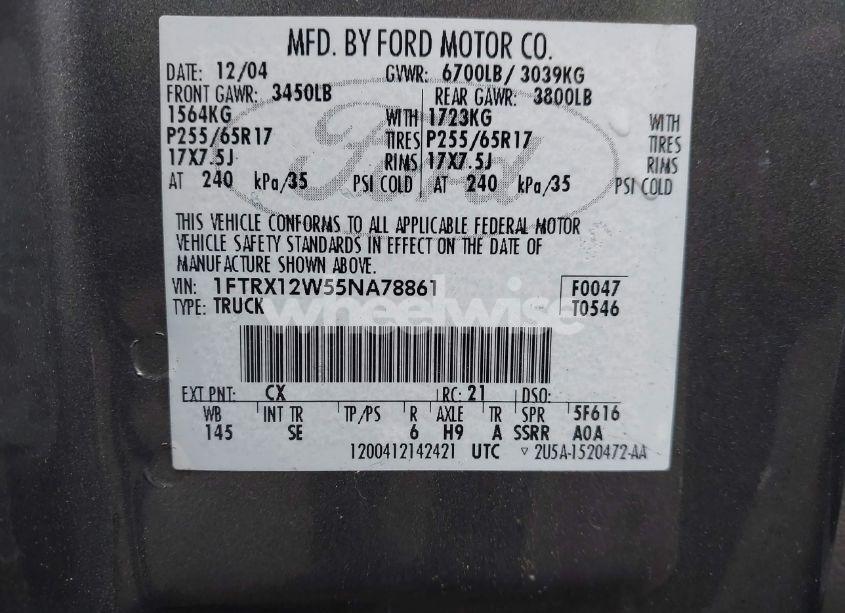 MFD. BY FORD MOTOR CO.
DATE: 12/04 GVWR: 6700LB/ 3039KG
FRONT GAWR: 3450LB REAR GAWR: 3800LB
1564KG WITH 1723KG WITH
P255/65R17 TIRES P255/65R17 TIRES
17X7.5J RIMS 17X7.5J RIMS
AT 240 kPa/35 PSI COLD AT 240 kPa/35 PSI COLD
Ford
THIS VEHICLE CONFORMS TO ALL APPLICABLE FEDERAL MOTOR
VEHICLE SAFETY STANDARDS IN EFFECT ON THE DATE OF
MANUFACTURE SHOWN ABOVE.
VIN: 1FTRX12W55NA78861 F0047
TYPE: TRUCK T0546
wheelwise
EXT PNT: CX RC: 21 DSO:
WB INT TR TP/PS R AXLE TR SPR 5F616
145 SE 6 H9 A SSRR A0A
1200412142421 UTC ▽ 2U5A-1520472-AA